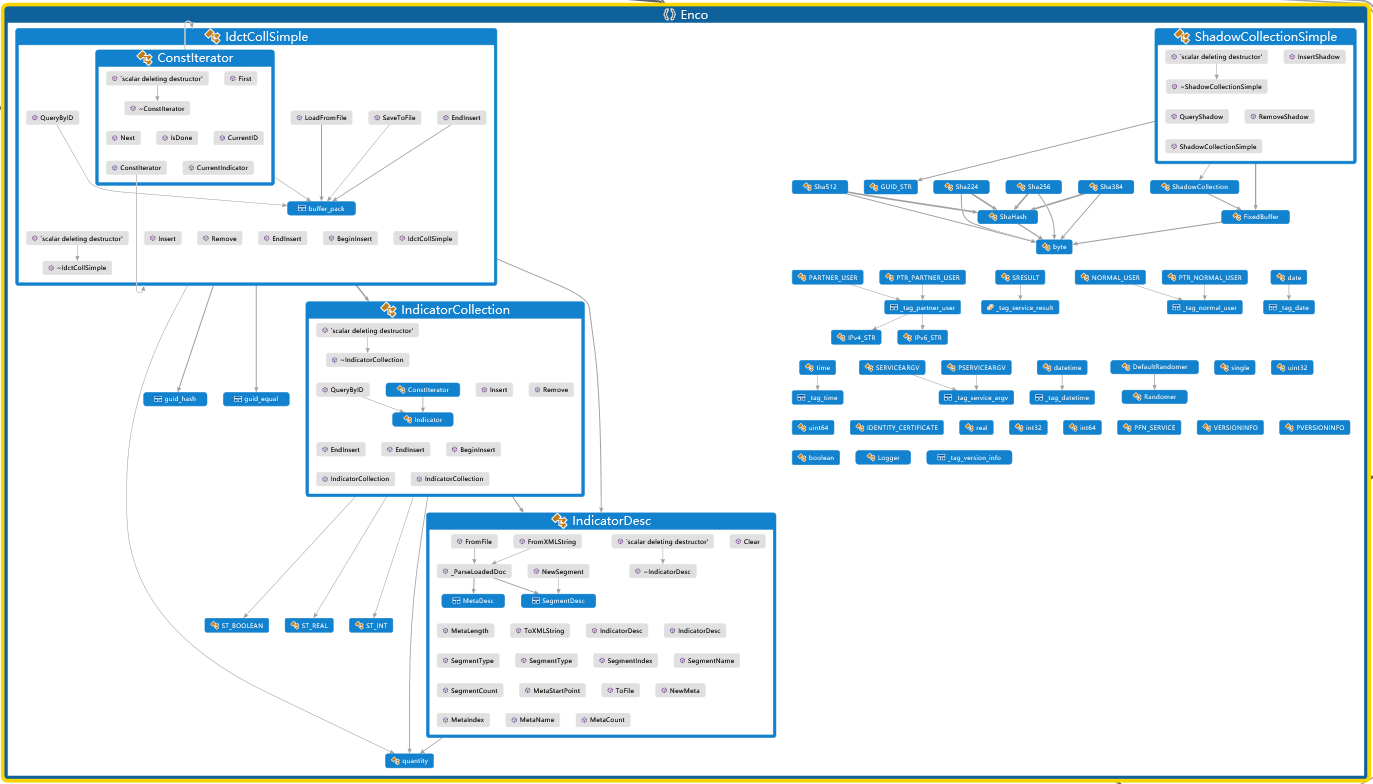 Enco
IdctCollSimple
ConstIterator
'scalar deleting destructor'
First
~ConstIterator
QueryByID
LoadFromFile
SaveToFile
EndInsert
Next
IsDone
CurrentID
ConstIterator
CurrentIndicator
buffer_pack
'scalar deleting destructor'
Insert
Remove
EndInsert
BeginInsert
IdctCollSimple
~IdctCollSimple
IndicatorCollection
'scalar deleting destructor'
~IndicatorCollection
QueryByID
ConstIterator
Insert
Remove
Indicator
EndInsert
EndInsert
BeginInsert
IndicatorCollection
IndicatorCollection
guid_hash
guid_equal
IndicatorDesc
FromFile
FromXMLString
'scalar deleting destructor'
Clear
_ParseLoadedDoc
NewSegment
~IndicatorDesc
MetaDesc
SegmentDesc
MetaLength
ToXMLString
IndicatorDesc
IndicatorDesc
SegmentType
SegmentType
SegmentIndex
SegmentName
SegmentCount
MetaStartPoint
ToFile
NewMeta
MetaIndex
MetaName
MetaCount
ST_BOOLEAN
ST_REAL
ST_INT
quantity
ShadowCollectionSimple
'scalar deleting destructor'
InsertShadow
~ShadowCollectionSimple
QueryShadow
RemoveShadow
ShadowCollectionSimple
Sha512
GUID_STR
Sha224
Sha256
Sha384
ShadowCollection
ShaHash
FixedBuffer
byte
PARTNER_USER
PTR_PARTNER_USER
SRESULT
NORMAL_USER
PTR_NORMAL_USER
date
_tag_partner_user
_tag_service_result
_tag_normal_user
_tag_date
IPv4_STR
IPv6_STR
time
SERVICEARGV
PSERVICEARGV
datetime
DefaultRandomer
single
uint32
_tag_time
_tag_service_argv
_tag_datetime
Randomer
uint64
IDENTITY_CERTIFICATE
real
int32
int64
PFN_SERVICE
VERSIONINFO
PVERSIONINFO
boolean
Logger
_tag_version_info